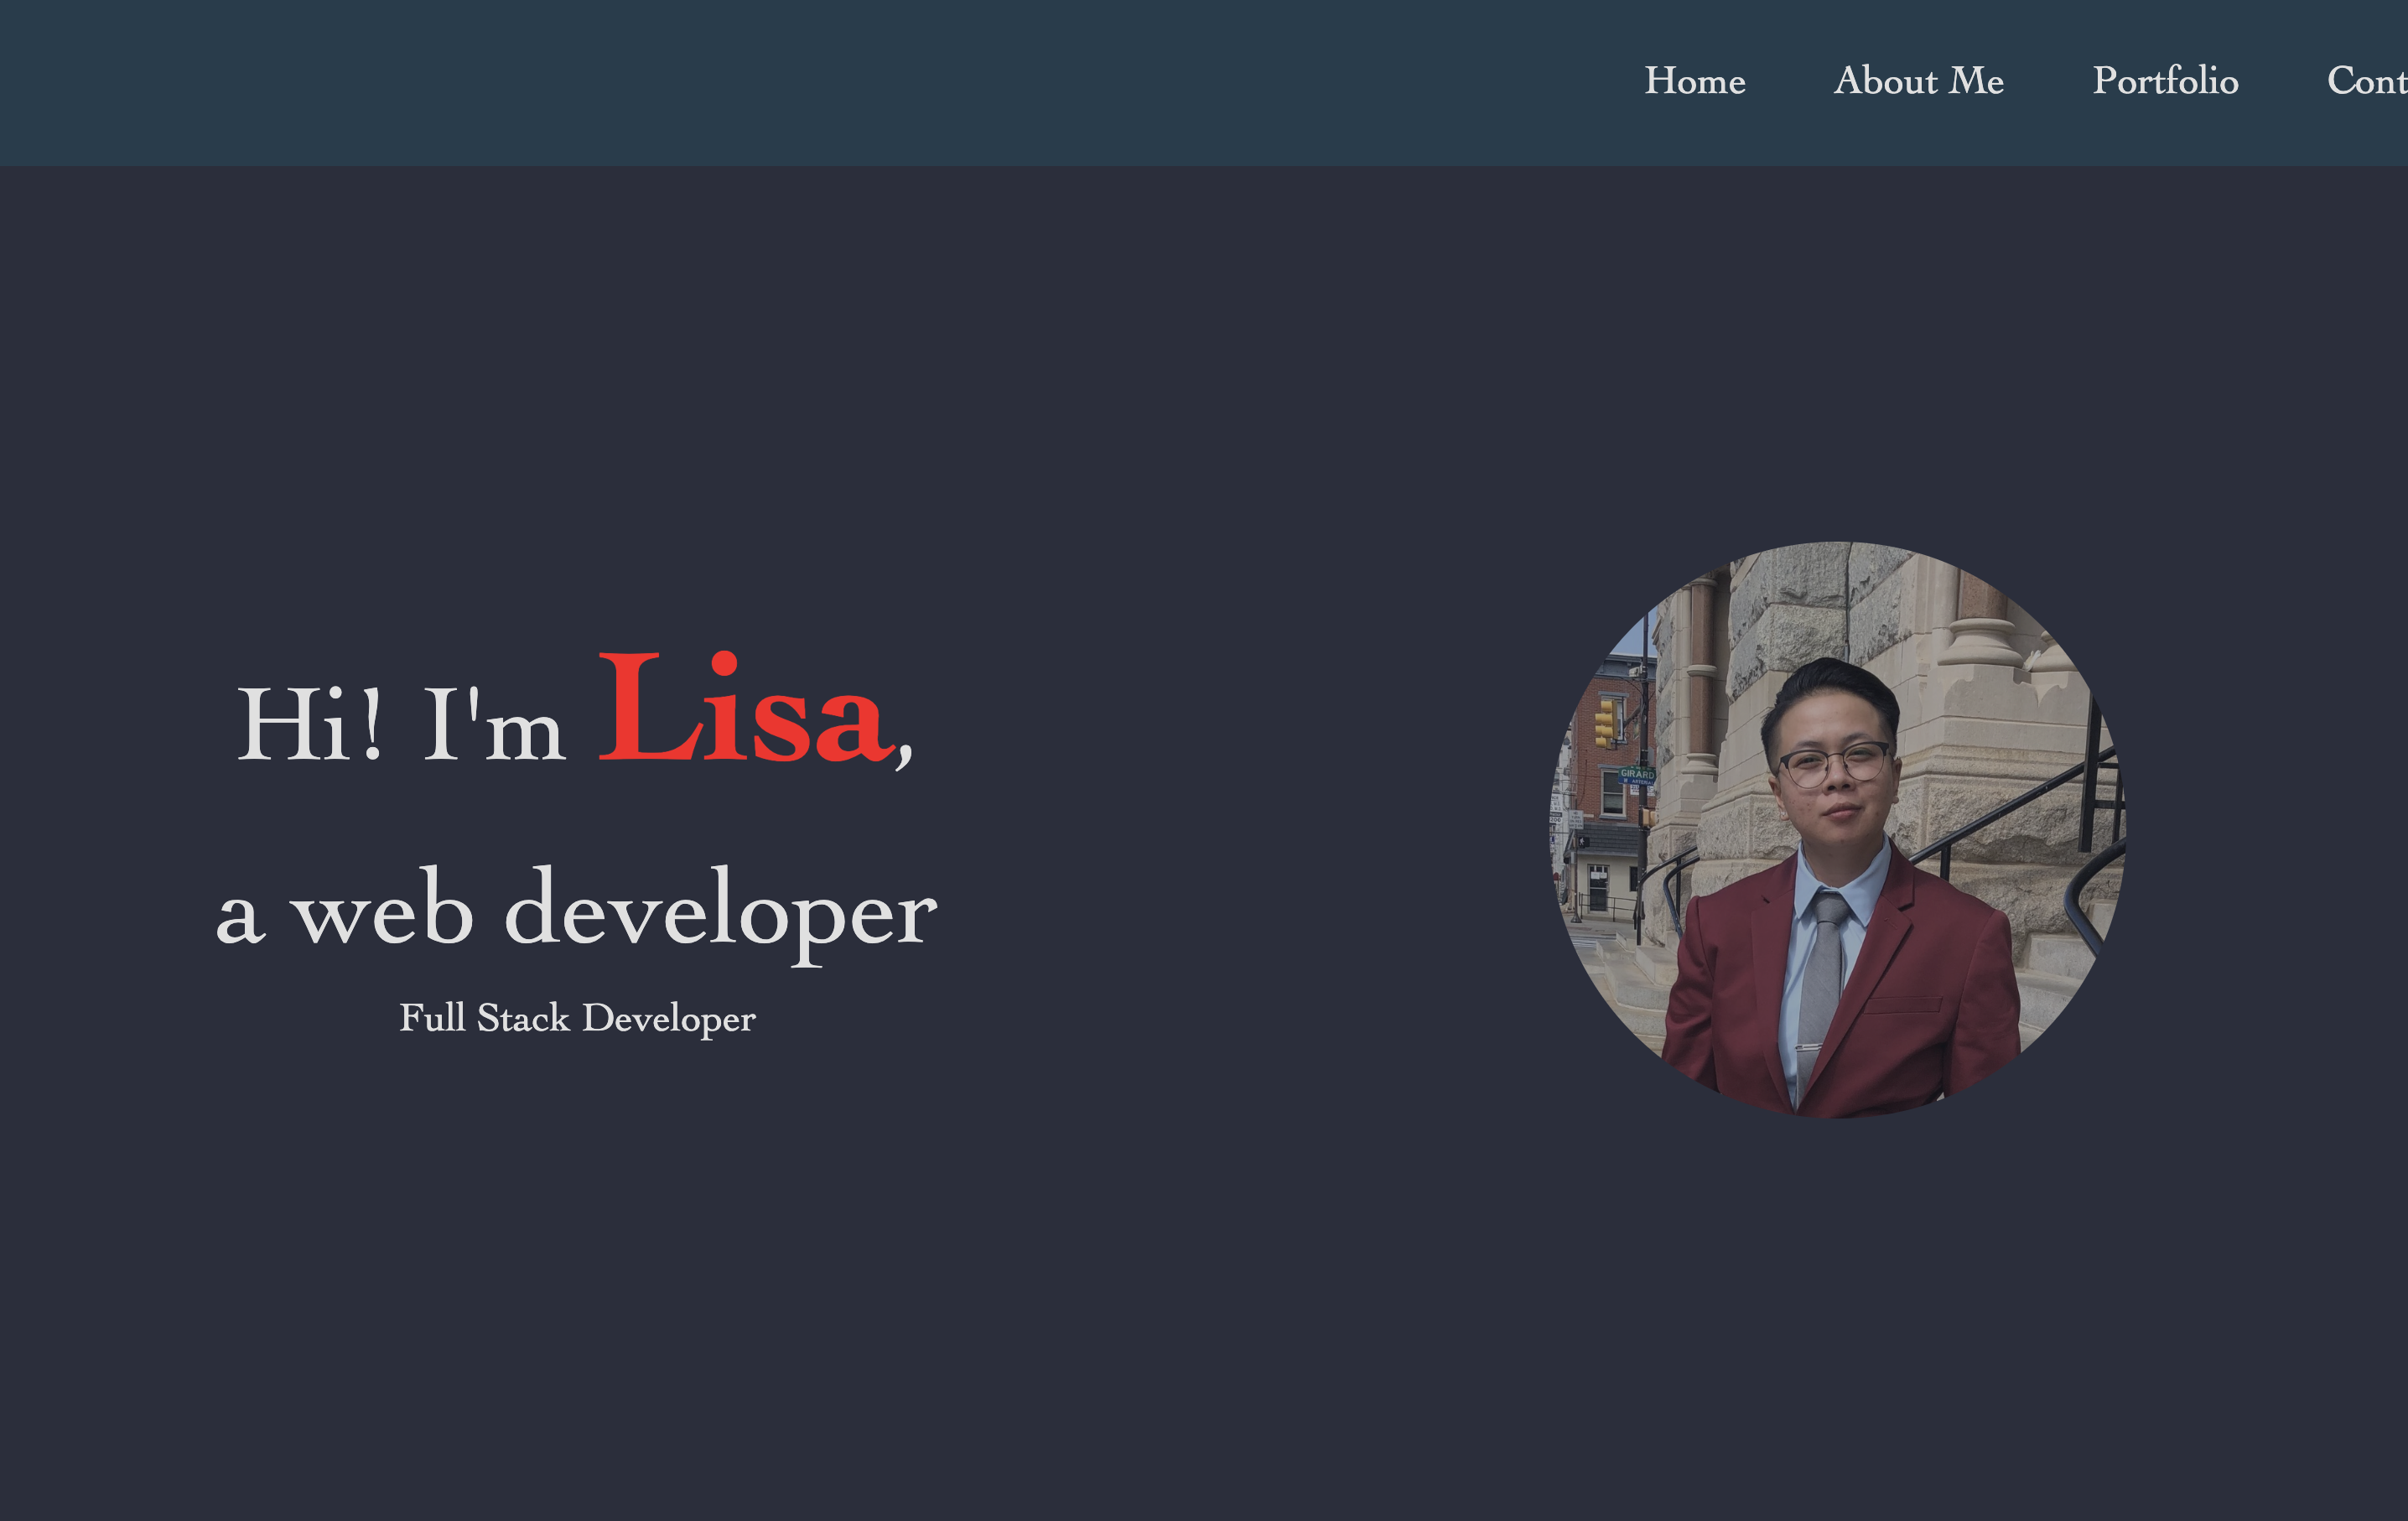 Home About Me Portfolio Cont
Hi! I'm Lisa,
a web developer
Full Stack Developer
GIRARD